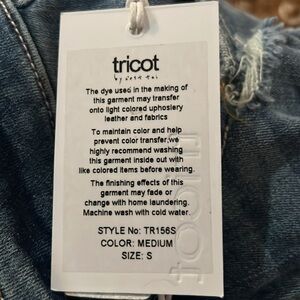 tricot
The dye used in the making of
this garment may transfer
onto light colored upholstery
leather and fabrics
To maintain color and help
prevent color transfer, we
highly recommend washing
this garment inside out with
like colored items before wearing.
The finishing effects of this
garment may fade or
change with home laundering.
Machine wash with cold water.
STYLE No: TR156S
COLOR: MEDIUM
SIZE: S